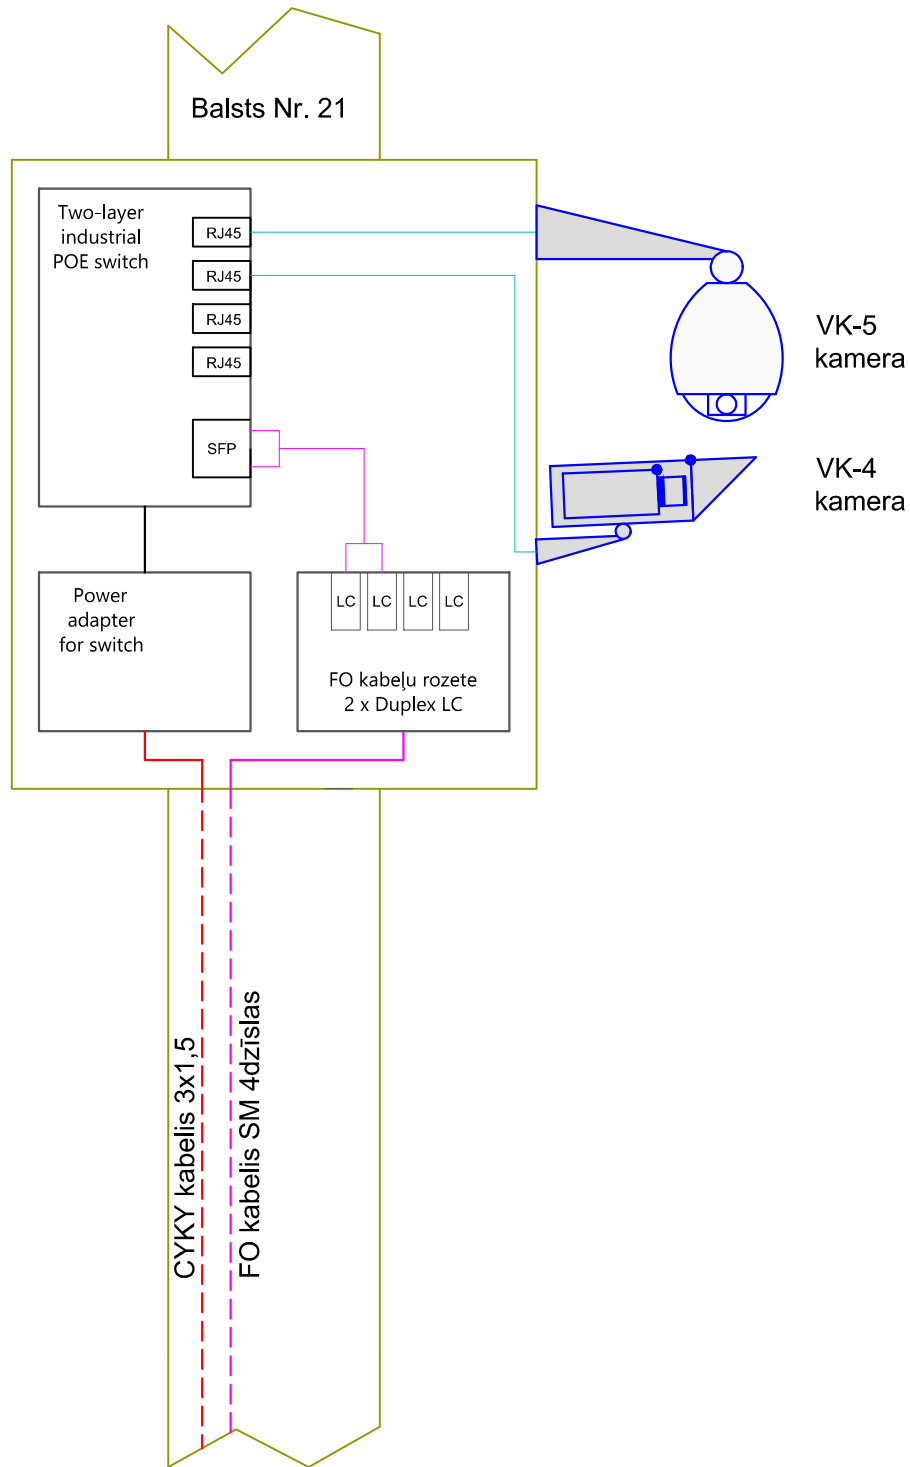 Balsts Nr. 21
Two-layer
industrial
POE switch
RJ45
RJ45
RJ45
RJ45
SFP
VK-5
kamera
VK-4
kamera
Power
adapter
for switch
LC
LC
LC
LC
FO kabeļu rozete
2 x Duplex LC
CYKY kabelis 3x1,5
FO kabelis SM 4dzīslas